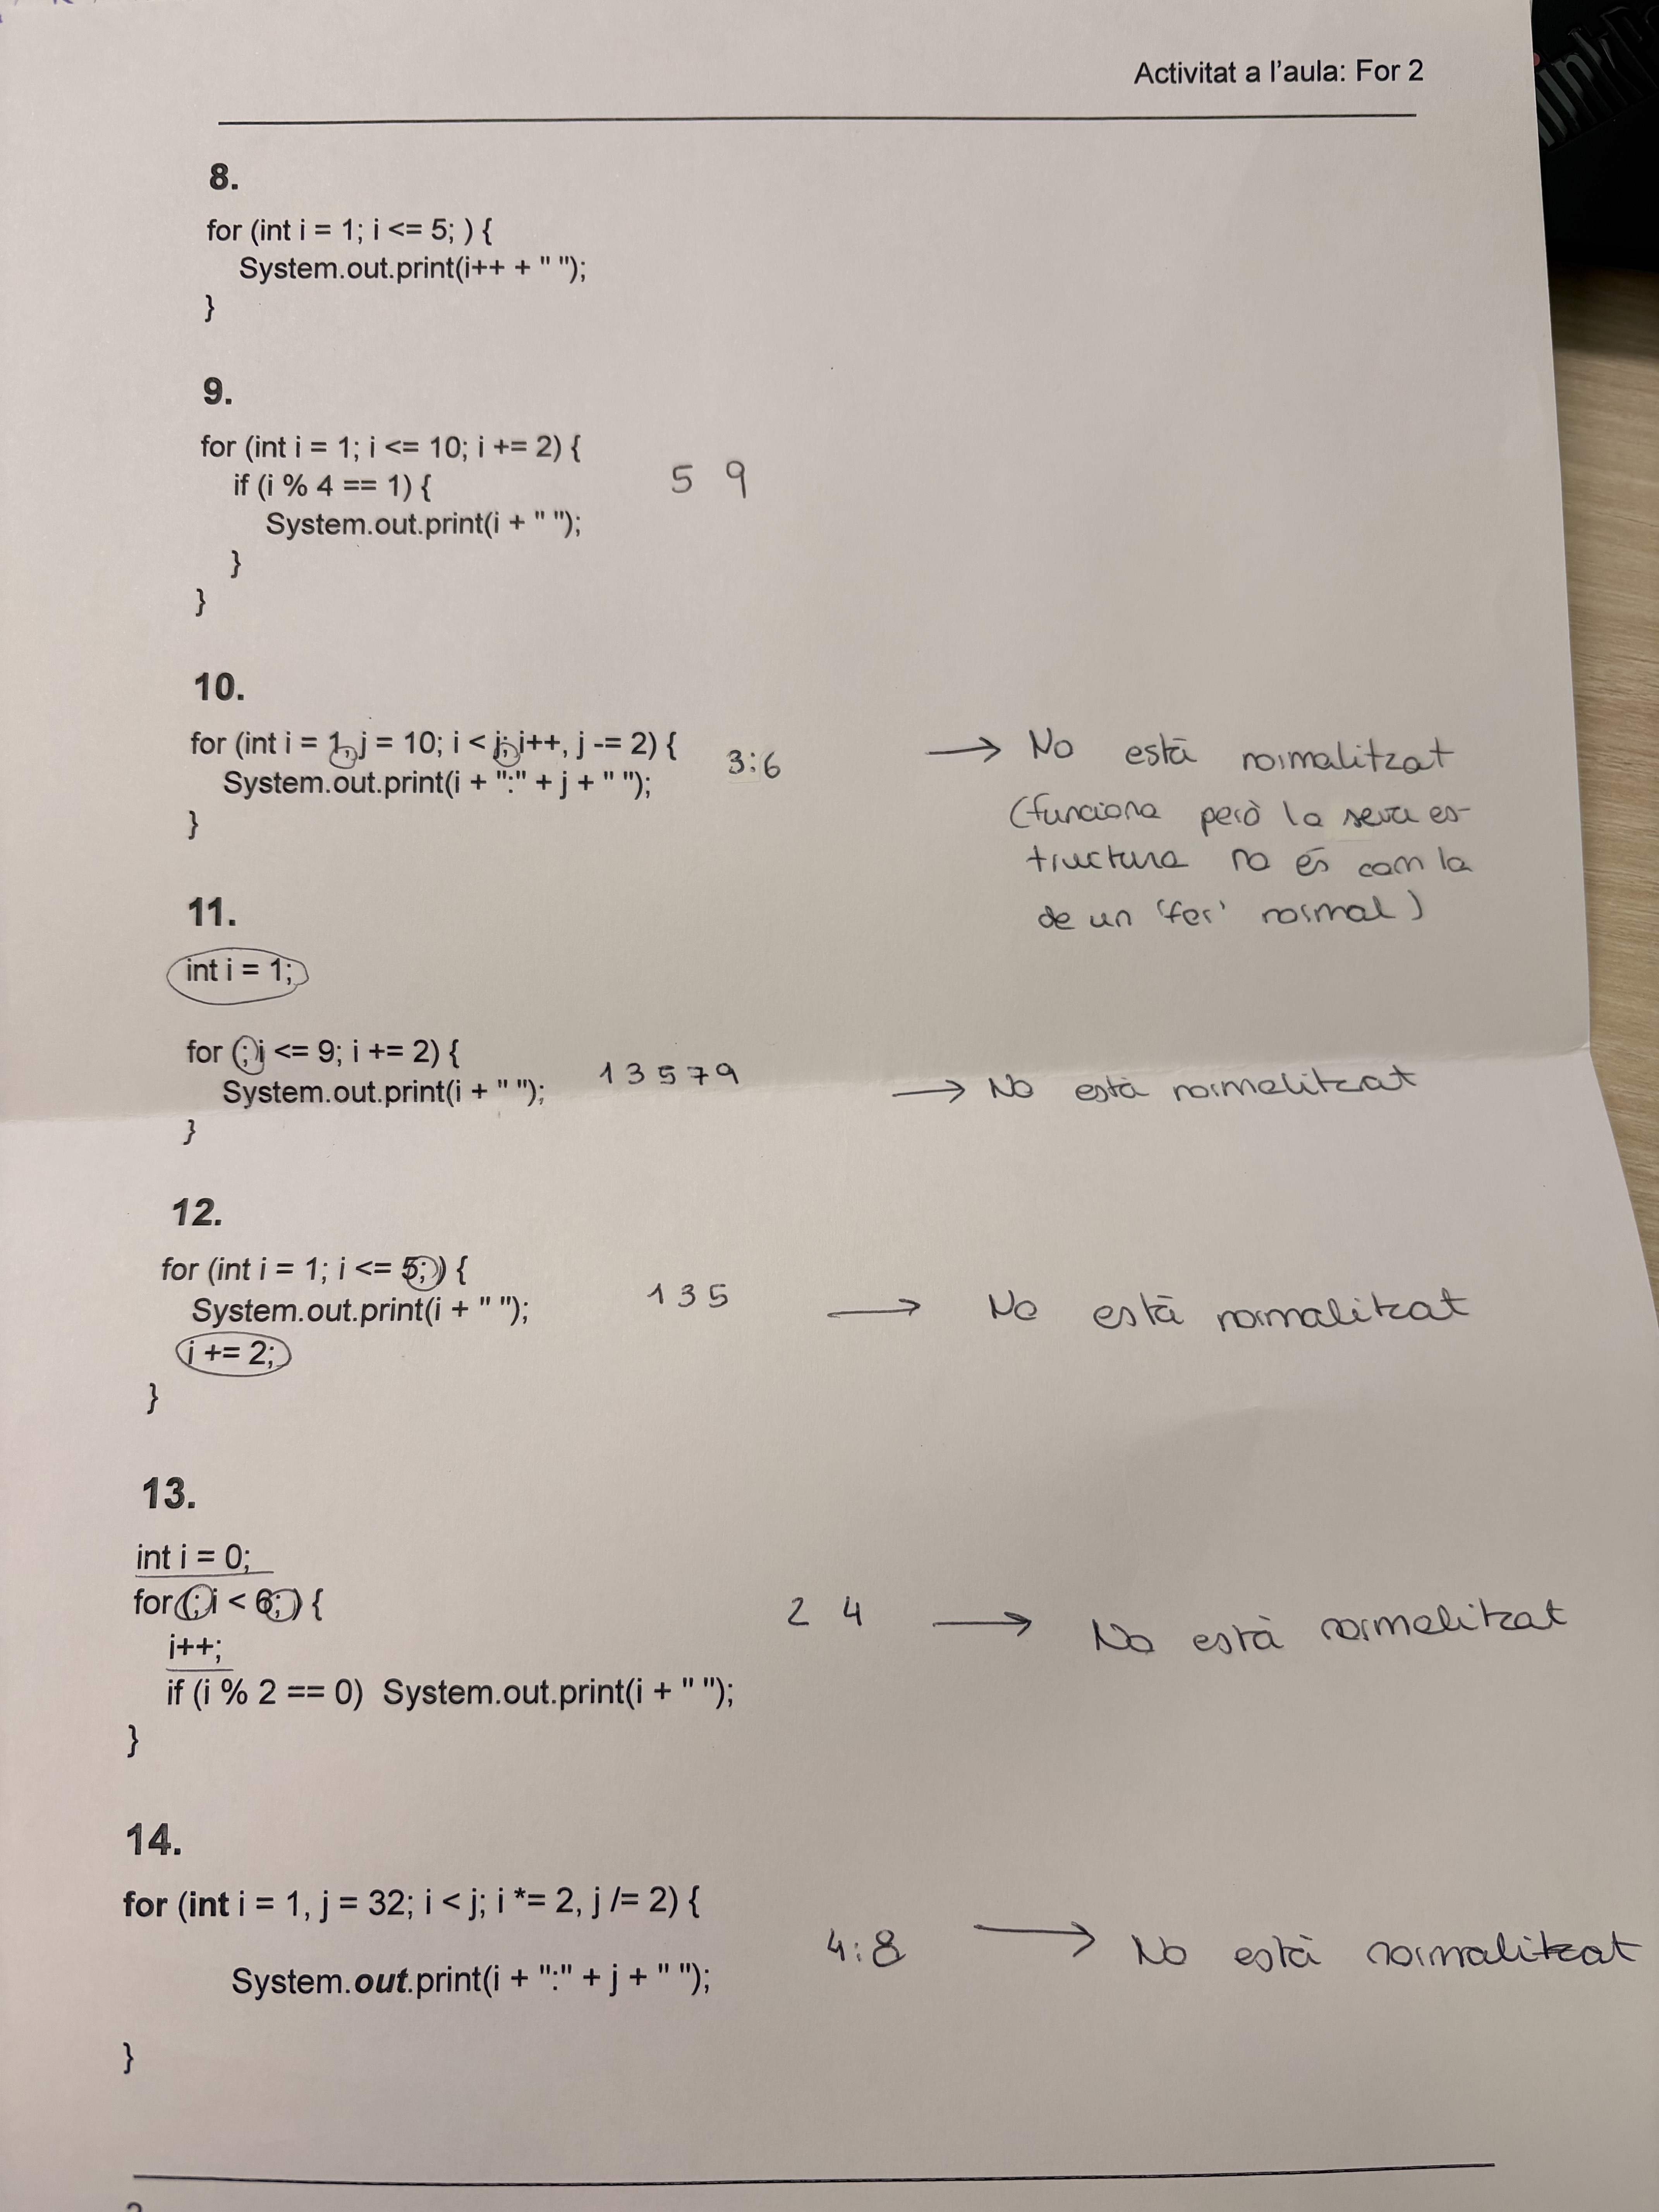 Activitat a l'aula: For 2
8.
for (int i = 1; i <= 5; ) {
System.out.print(i++ + " ");
}
9.
for (int i = 1; i <= 10; i += 2) {
if (i % 4 == 1) {
5 9
System.out.print(i + " ");
}
}
10.
for (int i = 1, j = 10; i < j; i++, j -= 2) {
3:6
→ No està normalitzat
System.out.print(i + ":" + j + " ");
(funciona però la seva es-
}
tructura no és com la
de un 'fer' normal)
11.
int i = 1;
for (; i <= 9; i += 2) {
1 3 5 7 9
→ No està normalitzat
System.out.print(i + " ");
}
12.
for (int i = 1; i <= 5; ) {
1 3 5
→ No està normalitzat
System.out.print(i + " ");
i += 2;
}
13.
int i = 0;
for (; i < 6; ) {
2 4
→ No està normalitzat
i++;
if (i % 2 == 0) System.out.print(i + " ");
}
14.
for (int i = 1, j = 32; i < j; i *= 2, j /= 2) {
4:8
→ No està normalitzat
System.out.print(i + ":" + j + " ");
}